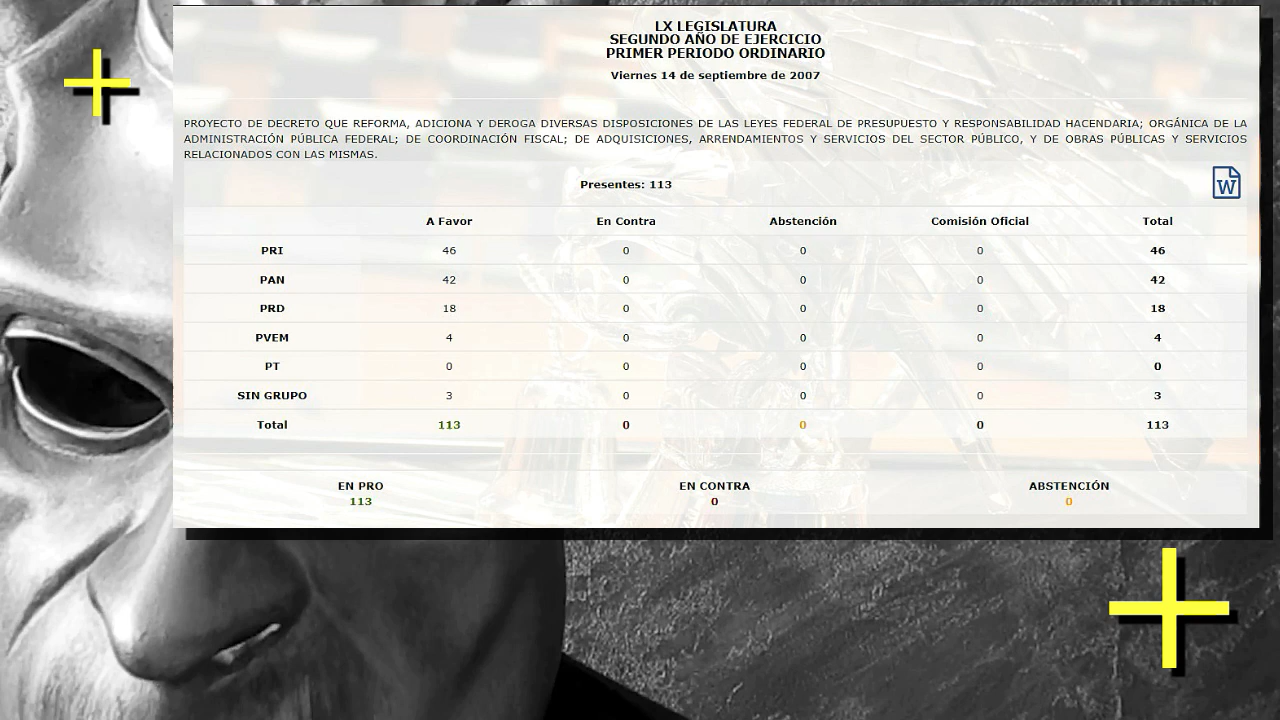 LX LEGISLATURA
SEGUNDO AÑO DE EJERCICIO
PRIMER PERIODO ORDINARIO
Viernes 14 de septiembre de 2007
PROYECTO DE DECRETO QUE REFORMA, ADICIONA Y DEROGA DIVERSAS DISPOSICIONES DE LAS LEYES FEDERAL DE PRESUPUESTO Y RESPONSABILIDAD HACENDARIA; ORGÁNICA DE LA
ADMINISTRACIÓN PÚBLICA FEDERAL; DE COORDINACIÓN FISCAL; DE ADQUISICIONES, ARRENDAMIENTOS Y SERVICIOS DEL SECTOR PÚBLICO, Y DE OBRAS PÚBLICAS Y SERVICIOS
RELACIONADOS CON LAS MISMAS.
Presentes: 113
W
A Favor En Contra Abstención Comisión Oficial Total
PRI 46 0 0 0 46
PAN 42 0 0 0 42
PRD 18 0 0 0 18
PVEM 4 0 0 0 4
PT 0 0 0 0 0
SIN GRUPO 3 0 0 0 3
Total 113 0 0 0 113
EN PRO EN CONTRA ABSTENCIÓN
113 0 0